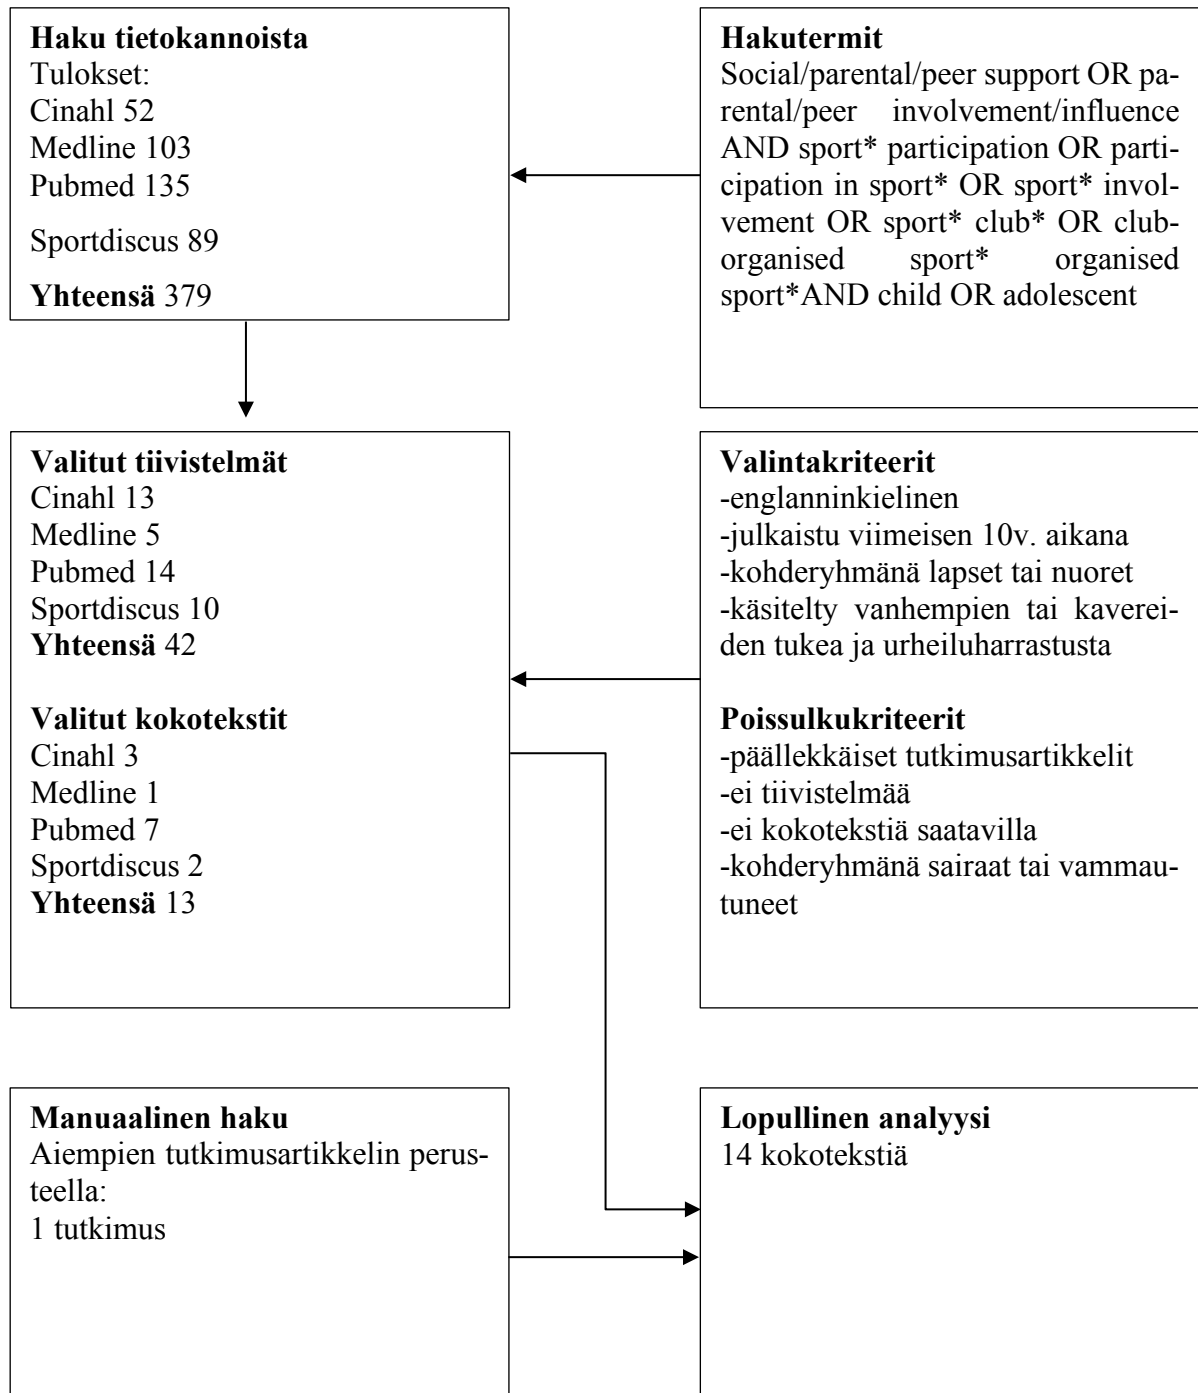 Haku tietokannoista
Tulokset:
Cinahl 52
Medline 103
Pubmed 135
Sportdiscus 89
Yhteensä 379
Hakutermit
Social/parental/peer support OR pa-
rental/peer involvement/influence
AND sport* participation OR parti-
cipation in sport* OR sport* invol-
vement OR sport* club* OR club-
organised sport* organised
sport*AND child OR adolescent
Valitut tiivistelmät
Cinahl 13
Medline 5
Pubmed 14
Sportdiscus 10
Yhteensä 42
Valitut kokotekstit
Cinahl 3
Medline 1
Pubmed 7
Sportdiscus 2
Yhteensä 13
Valintakriteerit
-englanninkielinen
-julkaistu viimeisen 10v. aikana
-kohderyhmänä lapset tai nuoret
-käsitelty vanhempien tai kaverei-
den tukea ja urheiluharrastusta
Poissulkukriteerit
-päällekkäiset tutkimusartikkelit
-ei tiivistelmää
-ei kokotekstiä saatavilla
-kohderyhmänä sairaat tai vammau-
tuneet
Manuaalinen haku
Aiempien tutkimusartikkelin perus-
teella:
1 tutkimus
Lopullinen analyysi
14 kokotekstiä